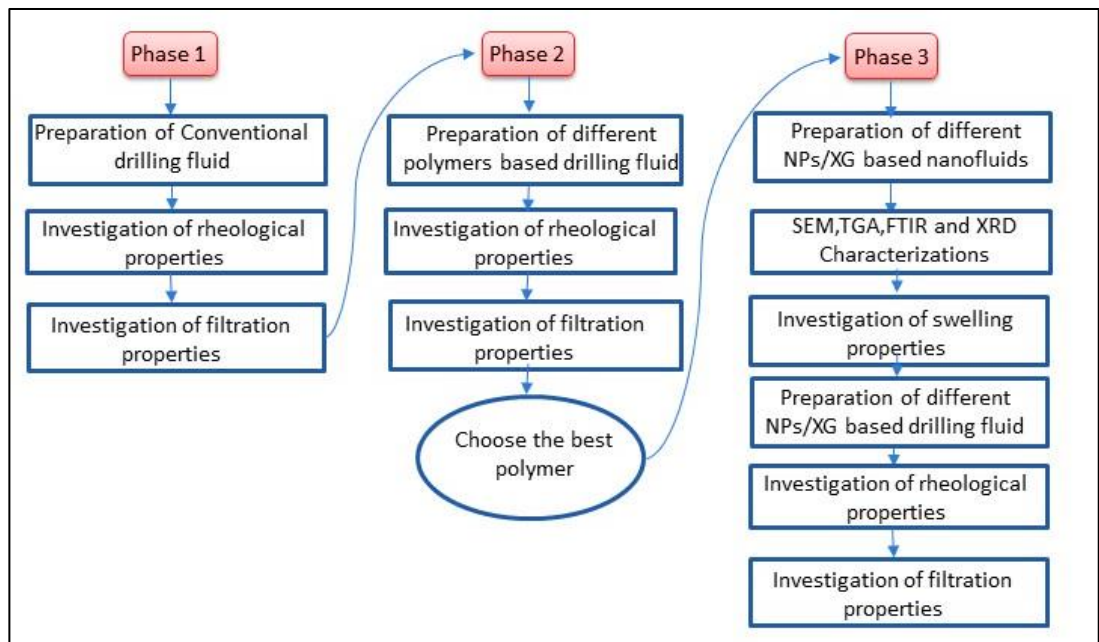 Phase 1
Preparation of Conventional
drilling fluid
Investigation of rheological
properties
Investigation of filtration
properties
Phase 2
Preparation of different
polymers based drilling fluid
Investigation of rheological
properties
Investigation of filtration
properties
Choose the best
polymer
Phase 3
Preparation of different
NPs/XG based nanofluids
SEM,TGA,FTIR and XRD
Characterizations
Investigation of swelling
properties
Preparation of different
NPs/XG based drilling fluid
Investigation of rheological
properties
Investigation of filtration
properties